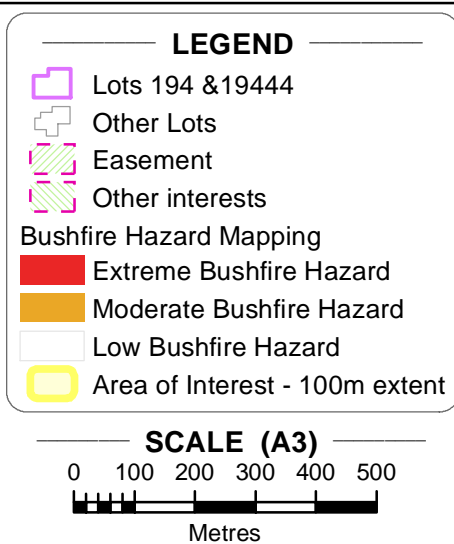 LEGEND
Lots 194 &19444
Other Lots
Easement
Other interests
Bushfire Hazard Mapping
Extreme Bushfire Hazard
Moderate Bushfire Hazard
Low Bushfire Hazard
Area of Interest - 100m extent
SCALE (A3)
0 100 200 300 400 500
Metres